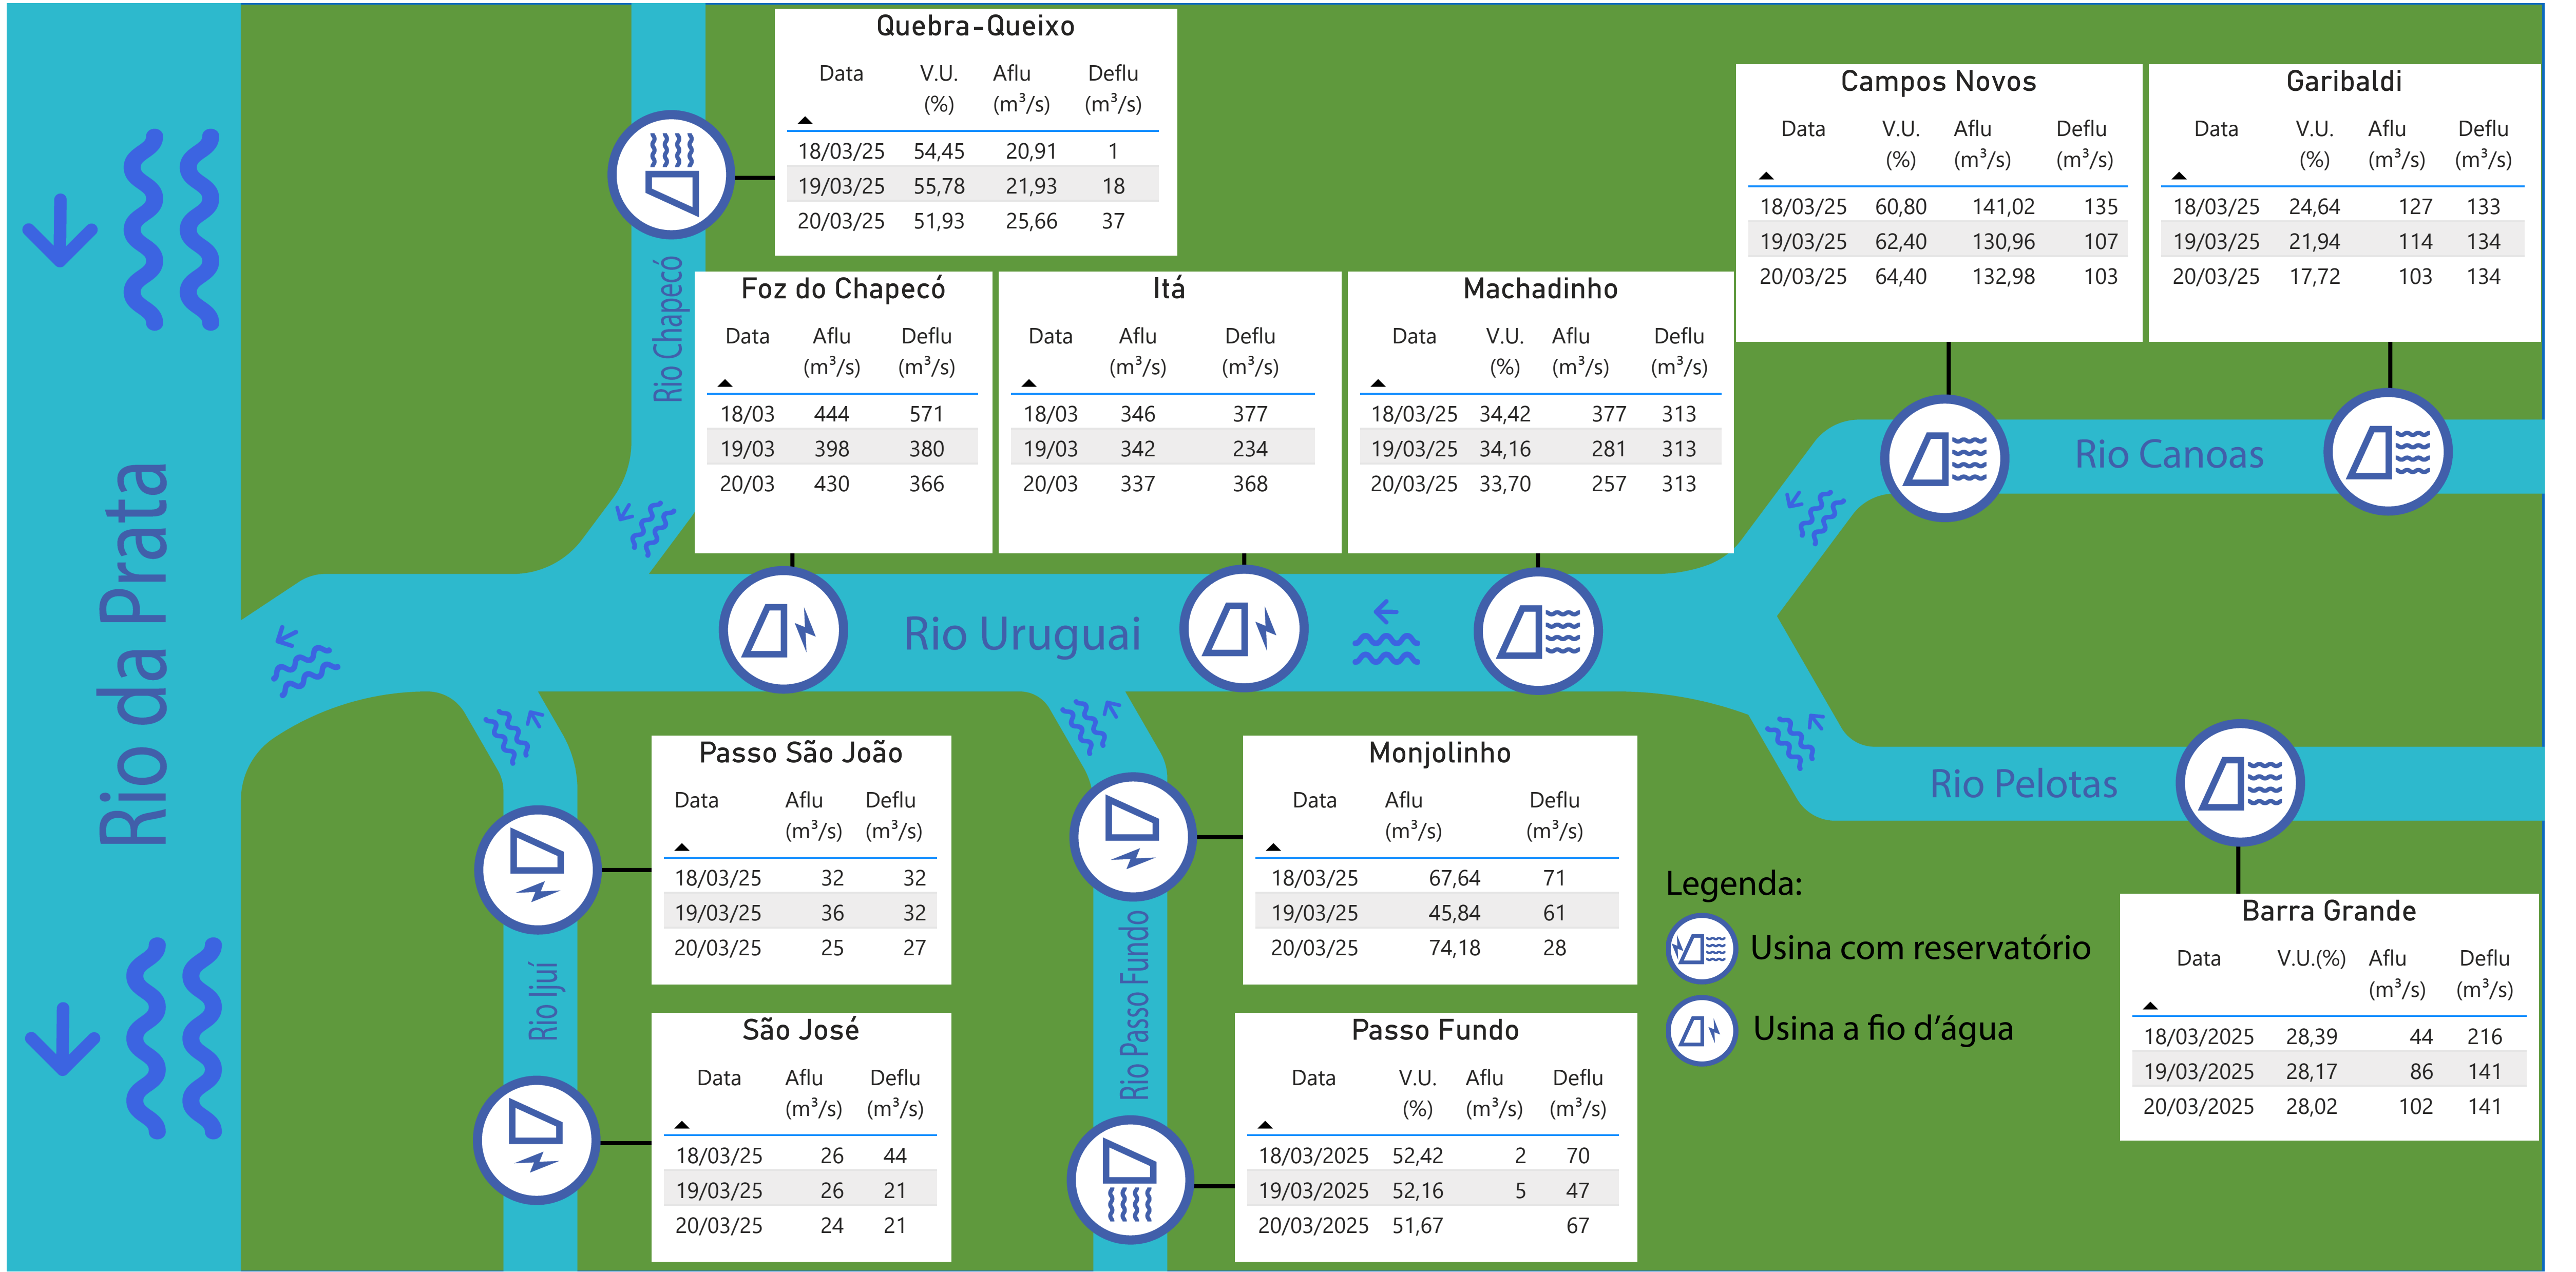 Quebra-Queixo
Data V.U. (%) Aflu (m³/s) Deflu (m³/s)
18/03/25 54,45 20,91 1
19/03/25 55,78 21,93 18
20/03/25 51,93 25,66 37
Campos Novos
Data V.U. (%) Aflu (m³/s) Deflu (m³/s)
18/03/25 60,80 141,02 135
19/03/25 62,40 130,96 107
20/03/25 64,40 132,98 103
Garibaldi
Data V.U. (%) Aflu (m³/s) Deflu (m³/s)
18/03/25 24,64 127 133
19/03/25 21,94 114 134
20/03/25 17,72 103 134
Rio Chapecó
Foz do Chapecó
Data Aflu (m³/s) Deflu (m³/s)
18/03 444 571
19/03 398 380
20/03 430 366
Itá
Data Aflu (m³/s) Deflu (m³/s)
18/03 346 377
19/03 342 234
20/03 337 368
Machadinho
Data V.U. (%) Aflu (m³/s) Deflu (m³/s)
18/03/25 34,42 377 313
19/03/25 34,16 281 313
20/03/25 33,70 257 313
Rio Canoas
Rio da Prata
Rio Uruguai
Rio Pelotas
Passo São João
Data Aflu (m³/s) Deflu (m³/s)
18/03/25 32 32
19/03/25 36 32
20/03/25 25 27
Monjolinho
Data Aflu (m³/s) Deflu (m³/s)
18/03/25 67,64 71
19/03/25 45,84 61
20/03/25 74,18 28
Legenda:
Usina com reservatório
Usina a fio d'água
Barra Grande
Data V.U.(%) Aflu (m³/s) Deflu (m³/s)
18/03/2025 28,39 44 216
19/03/2025 28,17 86 141
20/03/2025 28,02 102 141
Rio Ijuí
Rio Passo Fundo
São José
Data Aflu (m³/s) Deflu (m³/s)
18/03/25 26 44
19/03/25 26 21
20/03/25 24 21
Passo Fundo
Data V.U. (%) Aflu (m³/s) Deflu (m³/s)
18/03/2025 52,42 2 70
19/03/2025 52,16 5 47
20/03/2025 51,67 67